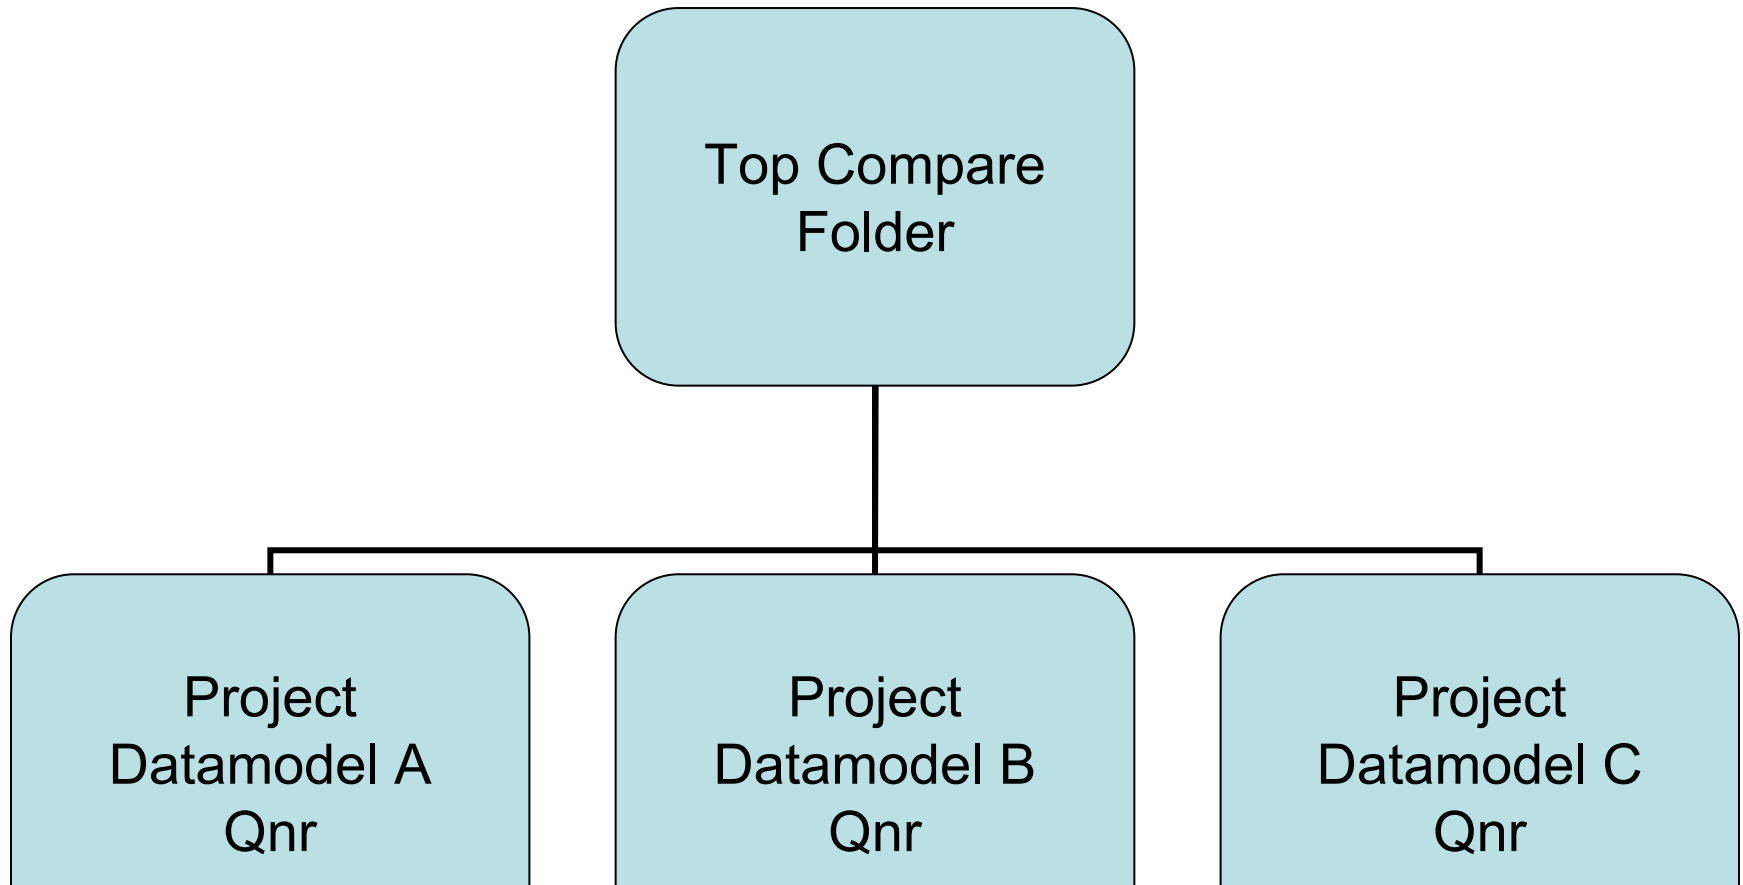 Top Compare
Folder
Project
Datamodel A
Qnr
Project
Datamodel B
Qnr
Project
Datamodel C
Qnr